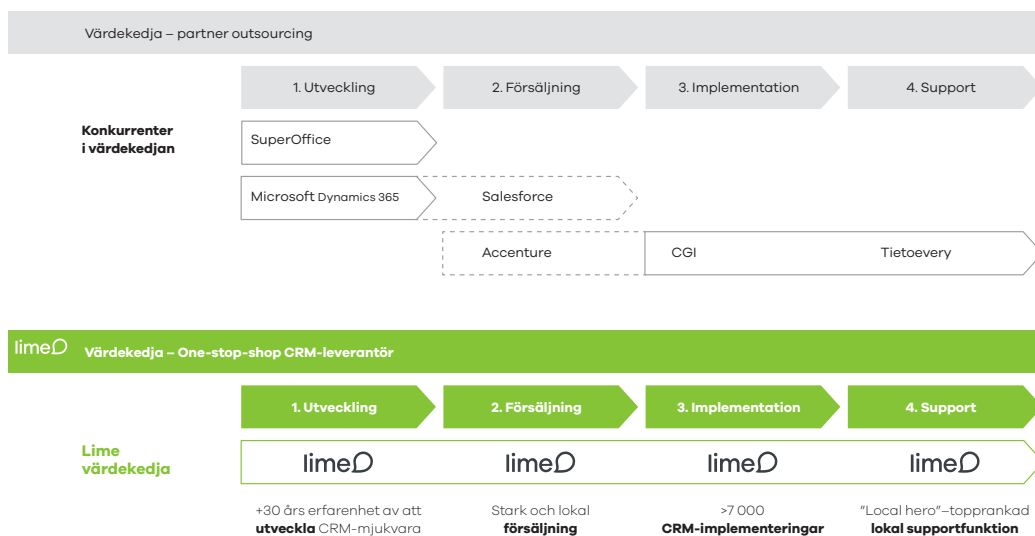 Värdekedja – partner outsourcing
1. Utveckling
2. Försäljning
3. Implementation
4. Support
Konkurrenter
i värdekedjan
SuperOffice
Microsoft Dynamics 365
Salesforce
Accenture
CGI
Tietoevery
lime
Värdekedja – One-stop-shop CRM-leverantör
1. Utveckling
2. Försäljning
3. Implementation
4. Support
Lime
värdekedja
lime
lime
lime
lime
+30 års erfarenhet av att
utveckla CRM-mjukvara
Stark och lokal
försäljning
>7 000
CRM-implementeringar
"Local hero"–topprankad
lokal supportfunktion